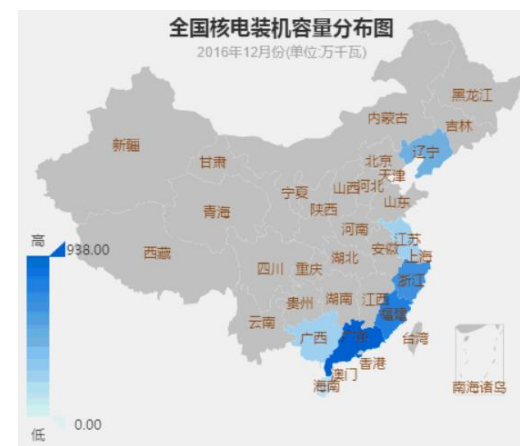 全国核电装机容量分布图
2016年12月份(单位:万千瓦)
黑龙江
内蒙古
吉林
新疆
辽宁
北京
甘肃
天津
宁夏
山西
河北
山东
青海
陕西
河南
江苏
高
938.00
西藏
安徽
上海
湖北
四川
重庆
浙江
贵州
湖南
江西
福建
云南
广西
广东
台湾
香港
澳门
海南
南海诸岛
0.00
低